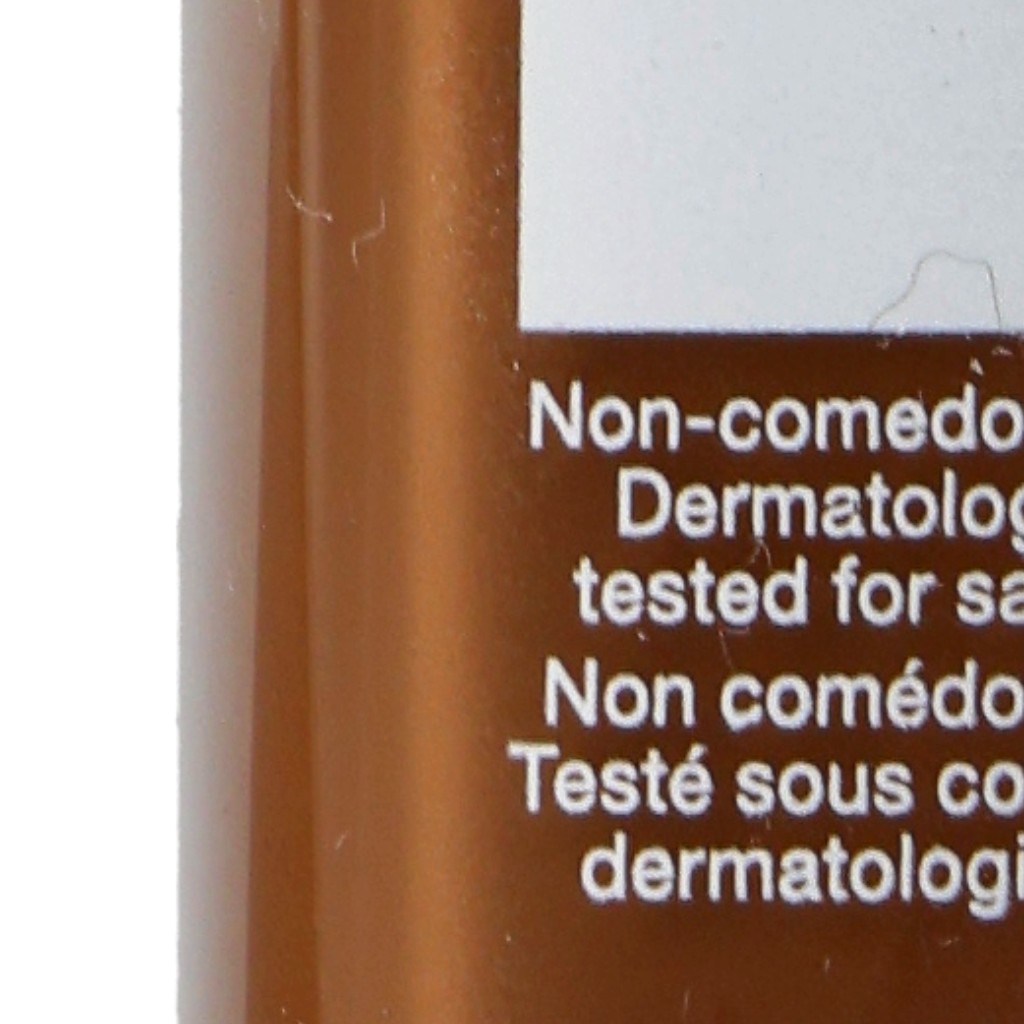 Non-comedo
Dermatolog
tested for sa
Non comédo
Testé sous co
dermatologi